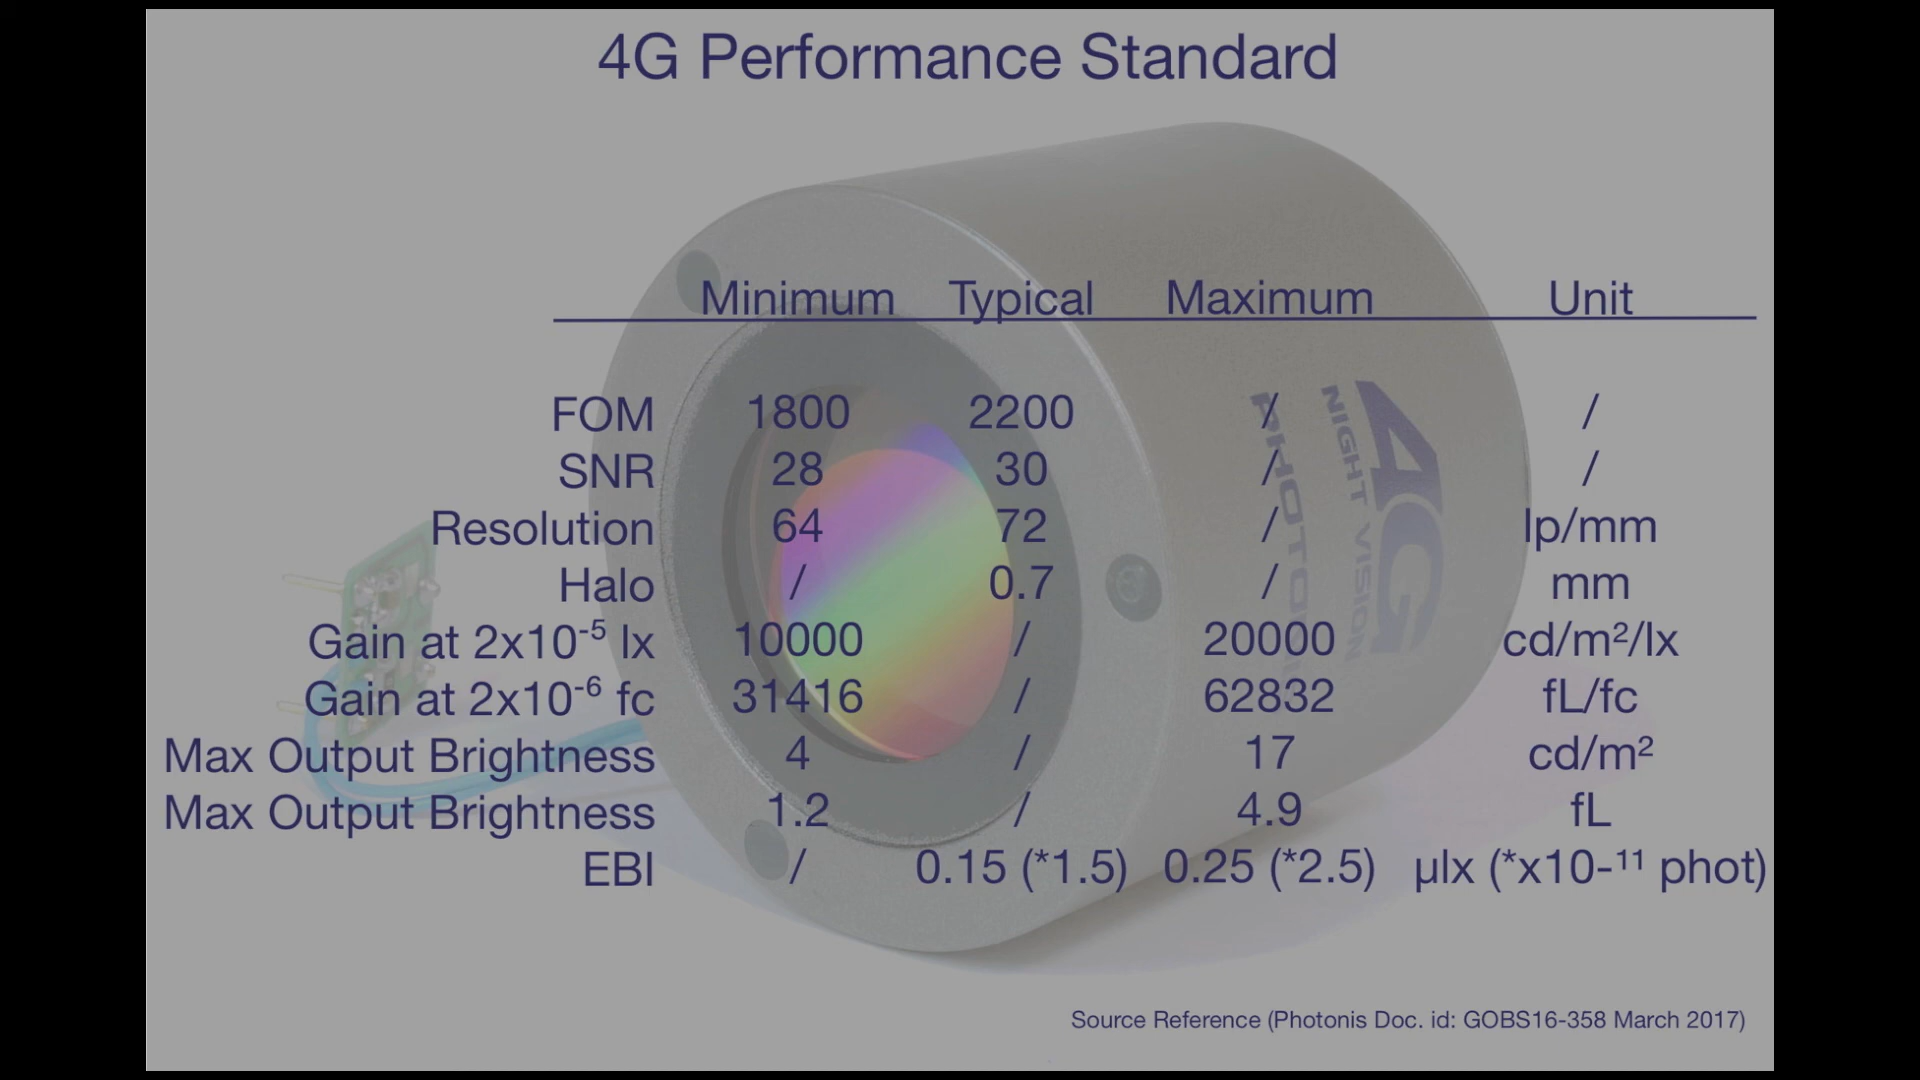 4G Performance Standard
Minimum Typical Maximum Unit
FOM 1800 2200 / /
SNR 28 30 / /
Resolution 64 72 / lp/mm
Halo / 0.7 / mm
Gain at 2x10⁻⁵ lx 10000 / 20000 cd/m²/lx
Gain at 2x10⁻⁶ fc 31416 / 62832 fL/fc
Max Output Brightness 4 / 17 cd/m²
Max Output Brightness 1.2 / 4.9 fL
EBI / 0.15 (*1.5) 0.25 (*2.5) µlx (*x10-¹¹ phot)
4G
NIGHT VISION
PHOTONIS
Source Reference (Photonis Doc. id: GOBS16-358 March 2017)